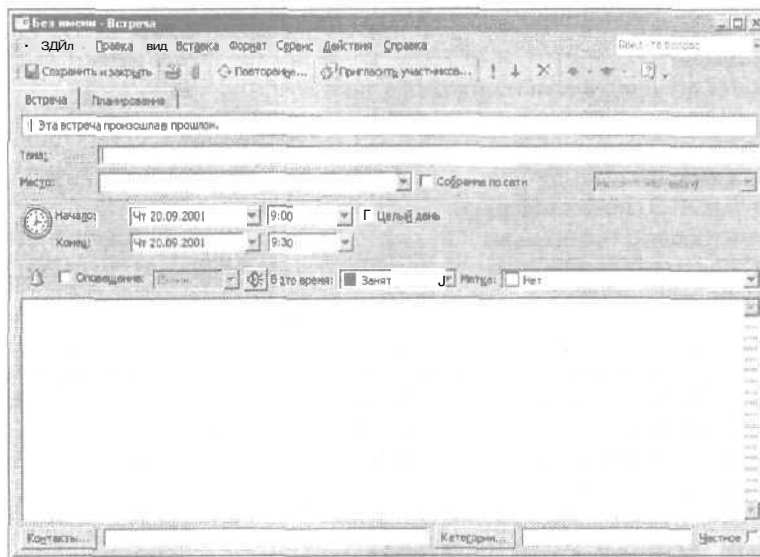 Без имени - Встреча
ЗДЙл Правка вид Вставка Формат Сервис Действия Справка
Сохранить и закрыть Повторение... Пригласить участников...
Встреча Планирование
Эта встреча произошла в прошлом.
Тема:
Место: Собрание по сети
Начало: Чт 20.09.2001 9:00 Целый день
Конец: Чт 20.09.2001 9:30
Оповещение: В это время: Занят Метка: Нет
Контакты... Категории... Частное